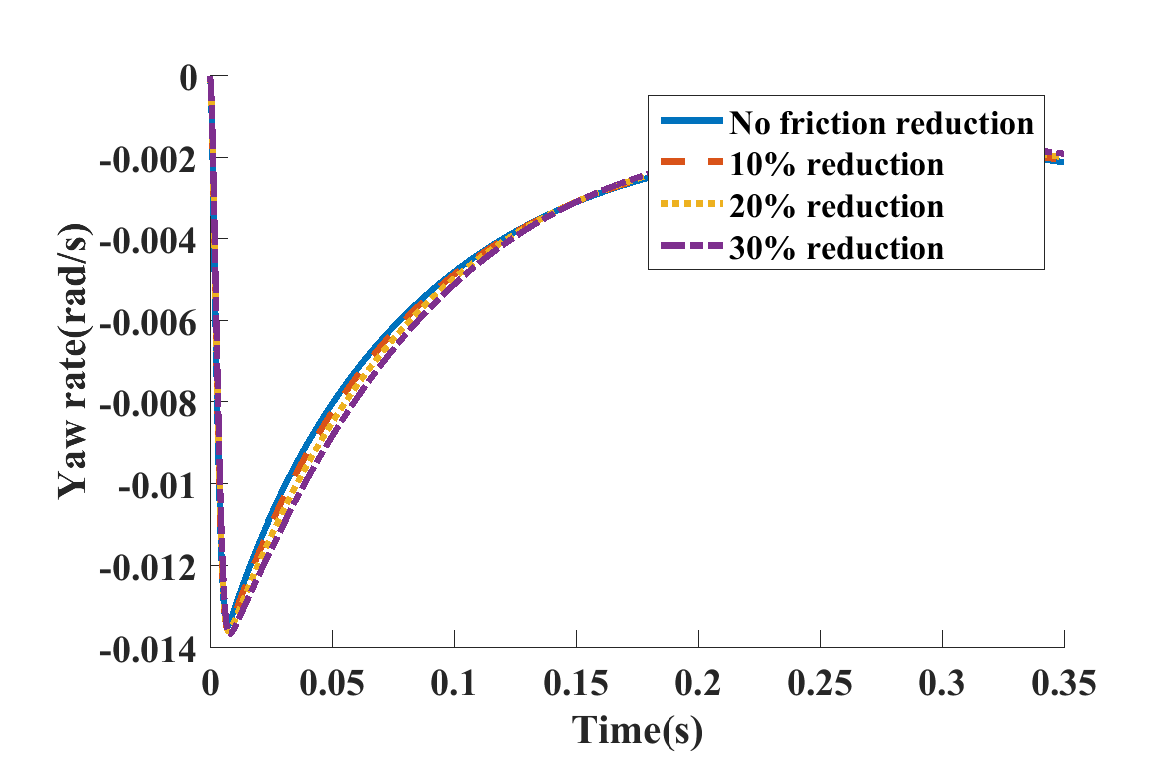 0
-0.002
-0.004
-0.006
-0.008
-0.01
-0.012
-0.014
Yaw rate(rad/s)
No friction reduction
10% reduction
20% reduction
30% reduction
0 0.05 0.1 0.15 0.2 0.25 0.3 0.35
Time(s)